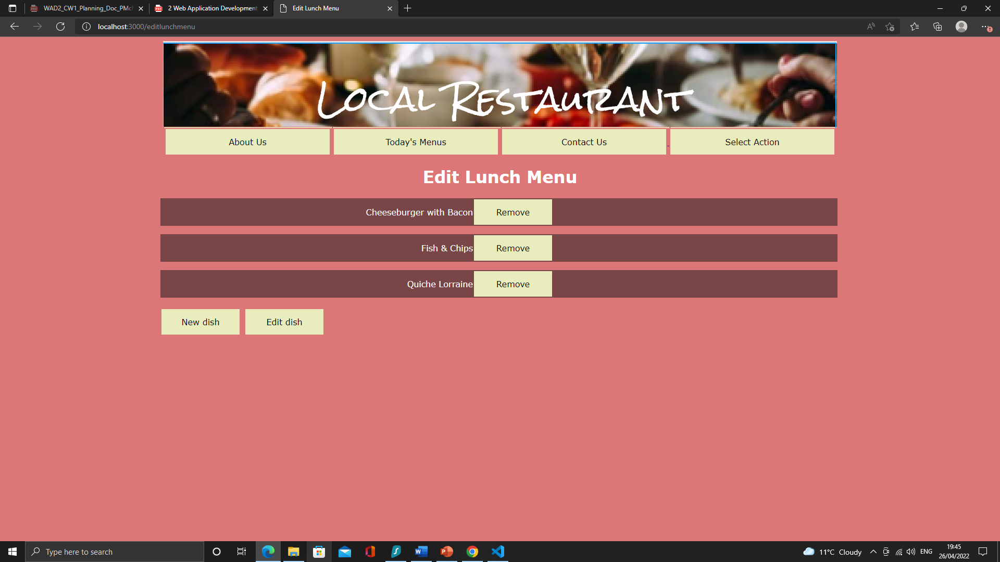 WAD2_CW1_Planning_Doc_PMc
2 Web Application Development
Edit Lunch Menu
localhost:3000/editlunchmenu
Local Restaurant
About Us
Today's Menus
Contact Us
Select Action
Edit Lunch Menu
Cheeseburger with Bacon Remove
Fish & Chips Remove
Quiche Lorraine Remove
New dish
Edit dish
Type here to search
11°C Cloudy
ENG
19:45
26/04/2022